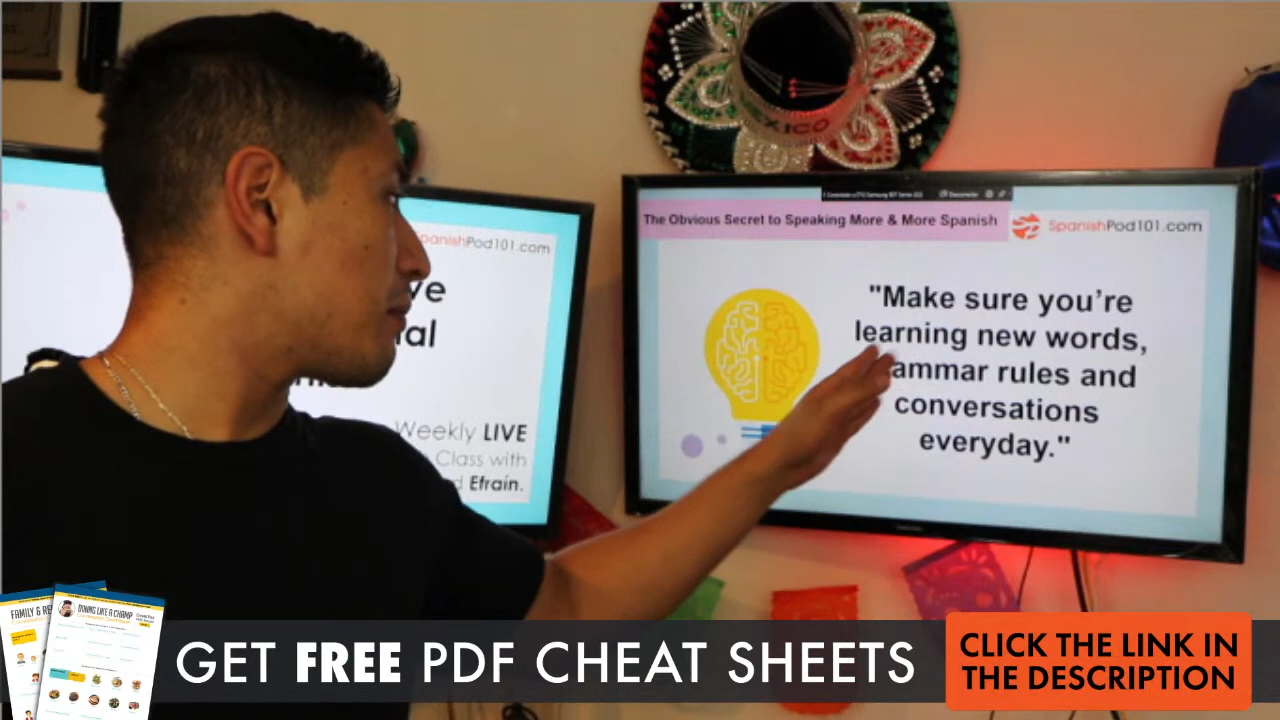 MEXICO
The Obvious Secret to Speaking More & More Spanish
SpanishPod101.com
"Make sure you're
learning new words,
ammar rules and
conversations
everyday."
panishPod101.com
ve
al
Weekly LIVE
Class with
d Efraín.
FAMILY & RE
DINING LIKE A CHAMP
GET FREE PDF CHEAT SHEETS
CLICK THE LINK IN
THE DESCRIPTION